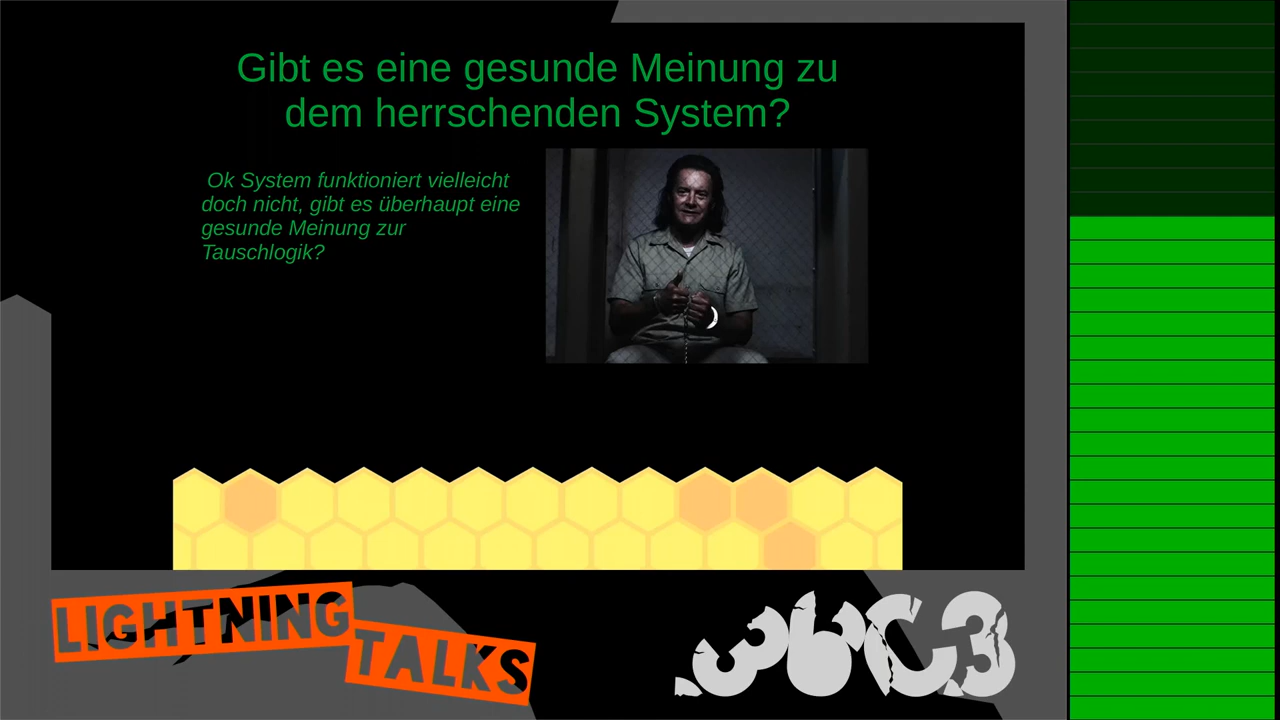 Gibt es eine gesunde Meinung zu
dem herrschenden System?
Ok System funktioniert vielleicht
doch nicht, gibt es überhaupt eine
gesunde Meinung zur
Tauschlogik?
LIGHTNING
TALKS
36C3